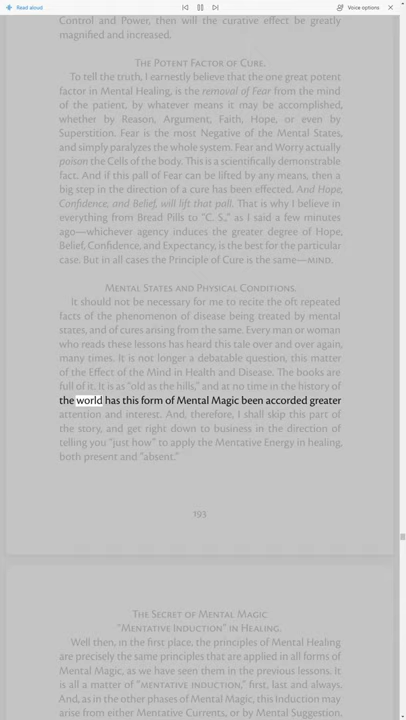 Read aloud
Voice options
Control and Power, then will the curative effect be greatly
magnified and increased.
The Potent Factor of Cure.
To tell the truth, I earnestly believe that the one great potent
factor in Mental Healing, is the removal of Fear from the mind
of the patient, by whatever means it may be accomplished,
whether by Reason, Argument, Faith, Hope, or even by
Superstition. Fear is the most Negative of the Mental States,
and simply paralyzes the whole system. Fear and Worry actually
poison the Cells of the body. This is a scientifically demonstrable
fact. And if this pall of Fear can be lifted by any means, then a
big step in the direction of a cure has been effected. And Hope,
Confidence, and Belief, will lift that pall. That is why I believe in
everything from Bread Pills to “C. S.,” as I said a few minutes
ago—whichever agency induces the greater degree of Hope,
Belief, Confidence, and Expectancy, is the best for the particular
case. But in all cases the Principle of Cure is the same—MIND.
Mental States and Physical Conditions.
It should not be necessary for me to recite the oft repeated
facts of the phenomenon of disease being treated by mental
states, and of cures arising from the same. Every man or woman
who reads these lessons has heard this tale over and over again,
many times. It is not longer a debatable question, this matter
of the Effect of the Mind in Health and Disease. The books are
full of it. It is as “old as the hills,” and at no time in the history of
the world has this form of Mental Magic been accorded greater
attention and interest. And, therefore, I shall skip this part of
the story, and get right down to business in the direction of
telling you “just how” to apply the Mentative Energy in healing,
both present and “absent.”
193
The Secret of Mental Magic
“Mentative Induction” in Healing.
Well then, in the first place, the principles of Mental Healing
are precisely the same principles that are applied in all forms of
Mental Magic, as we have seen them in the previous lessons. It
is all a matter of “MENTATIVE INDUCTION,” first, last and always.
And, as in the other phases of Mental Magic, this Induction may
arise from either Mentative Currents, or by Mental Suggestion,